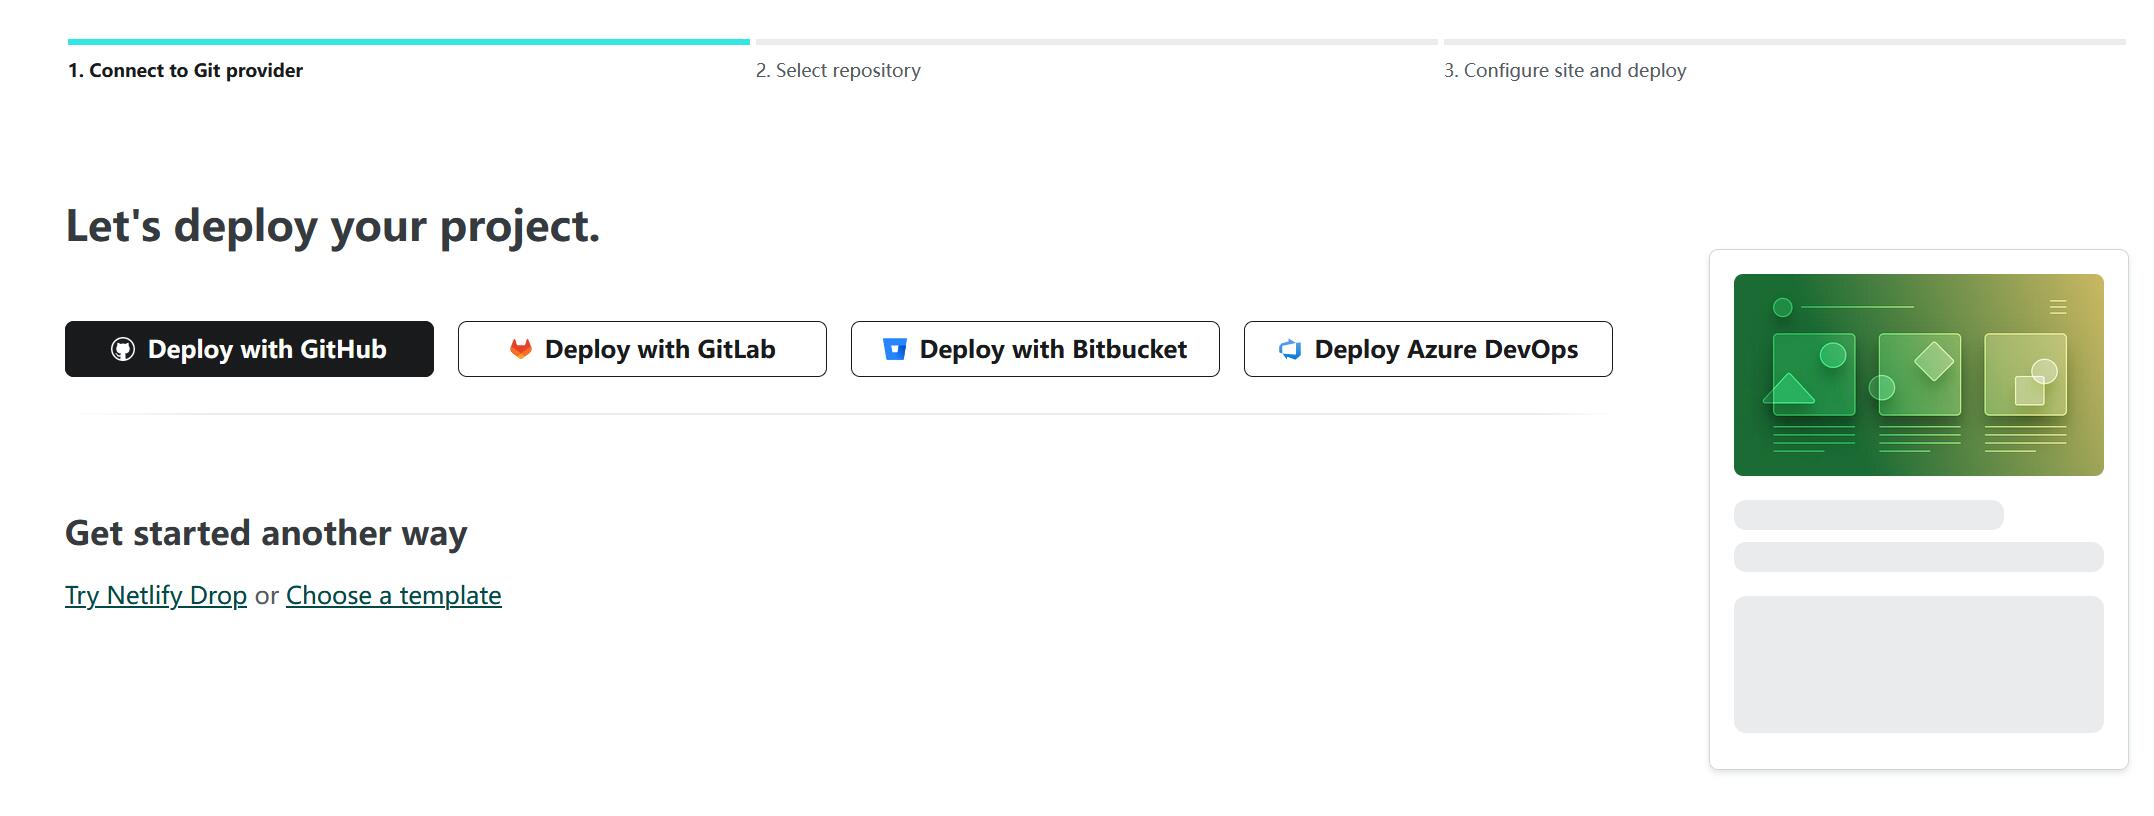 1. Connect to Git provider
2. Select repository
3. Configure site and deploy
Let's deploy your project.
Deploy with GitHub
Deploy with GitLab
Deploy with Bitbucket
Deploy Azure DevOps
Get started another way
Try Netlify Drop or Choose a template